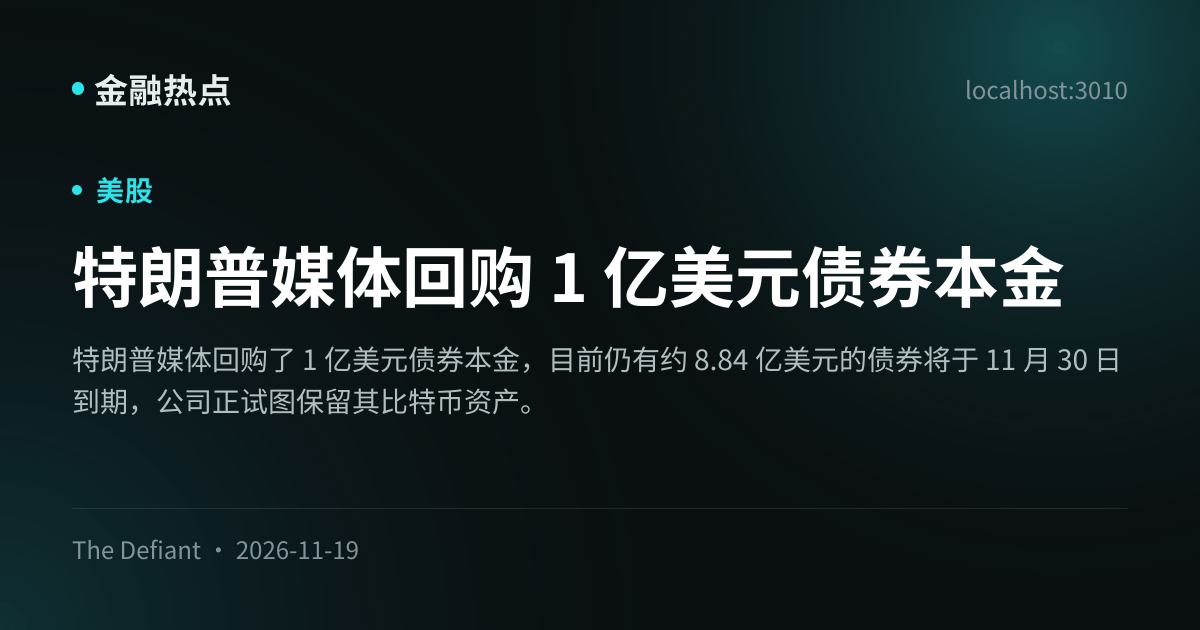 金融热点
localhost:3010
美股
特朗普媒体回购 1 亿美元债券本金
特朗普媒体回购了 1 亿美元债券本金，目前仍有约 8.84 亿美元的债券将于 11 月 30 日
到期，公司正试图保留其比特币资产。
The Defiant • 2026-11-19